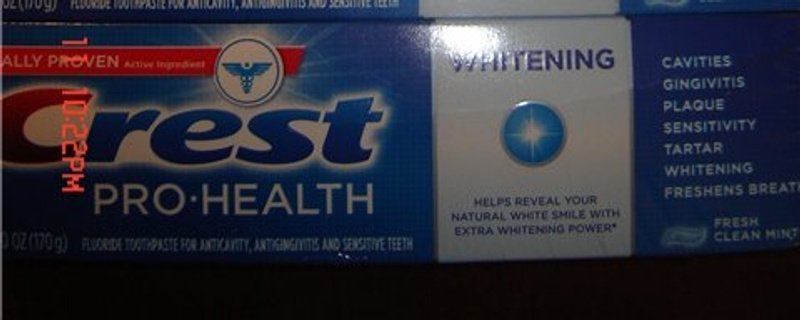 FLUORIDE TOOTHPASTE FOR ANTICAVITY, ANTIGINGIVITIS AND SENSITIVE TEETH
ALLY PROVEN Active Ingredient
Crest
PRO·HEALTH
OZ (170 g) FLUORIDE TOOTHPASTE FOR ANTICAVITY, ANTIGINGIVITIS AND SENSITIVE TEETH
WHITENING
HELPS REVEAL YOUR
NATURAL WHITE SMILE WITH
EXTRA WHITENING POWER*
CAVITIES
GINGIVITIS
PLAQUE
SENSITIVITY
TARTAR
WHITENING
FRESHENS BREATH
FRESH
CLEAN MINT
10:22PM